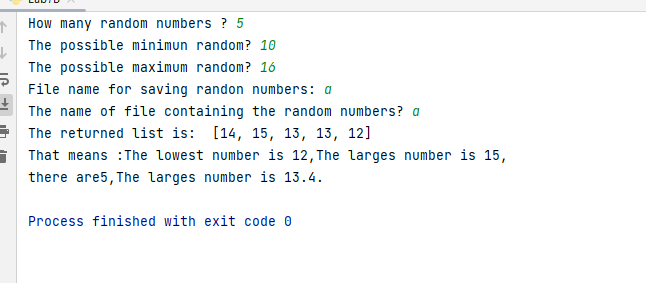 How many random numbers ? 5
The possible minimun random? 10
The possible maximum random? 16
File name for saving randon numbers: a
The name of file containing the random numbers? a
The returned list is:  [14, 15, 13, 13, 12]
That means :The lowest number is 12,The larges number is 15,
there are5,The larges number is 13.4.
Process finished with exit code 0